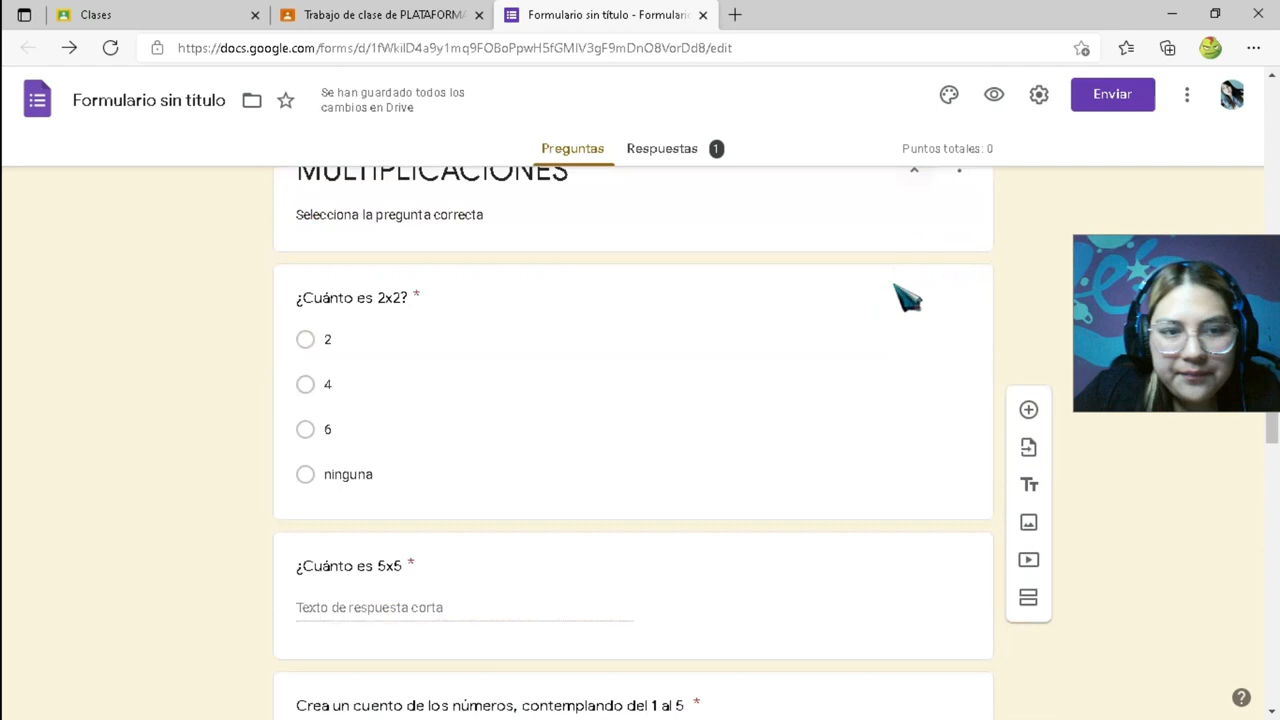 Clases
Trabajo de clase de PLATAFORMA
Formulario sin título - Formulari
https://docs.google.com/forms/d/1fWkilD4a9y1mq9FOBoPpwH5fGMlV3gF9mDnO8VorDd8/edit
Formulario sin título
Se han guardado todos los
cambios en Drive
Enviar
Preguntas
Respuestas
1
Puntos totales: 0
MULTIPLICACIONES
Selecciona la pregunta correcta
¿Cuánto es 2x2? *
2
4
6
ninguna
¿Cuánto es 5x5 *
Texto de respuesta corta
Crea un cuento de los números, contemplando del 1 al 5 *